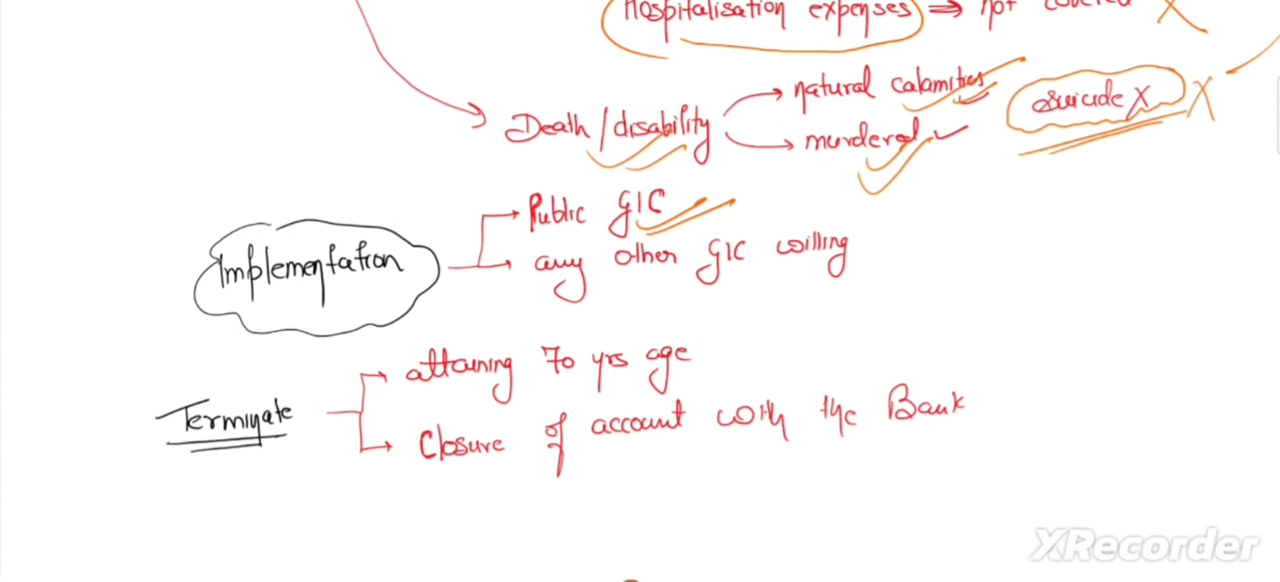 Hospitalisation expenses ⇒ not covered X
natural calamities
suicide X X
Death/disability
murdered ✓
Public GIC
Implementation
any other GIC willing
attaining 70 yrs age
Terminate
Closure of account with the Bank
XRecorder